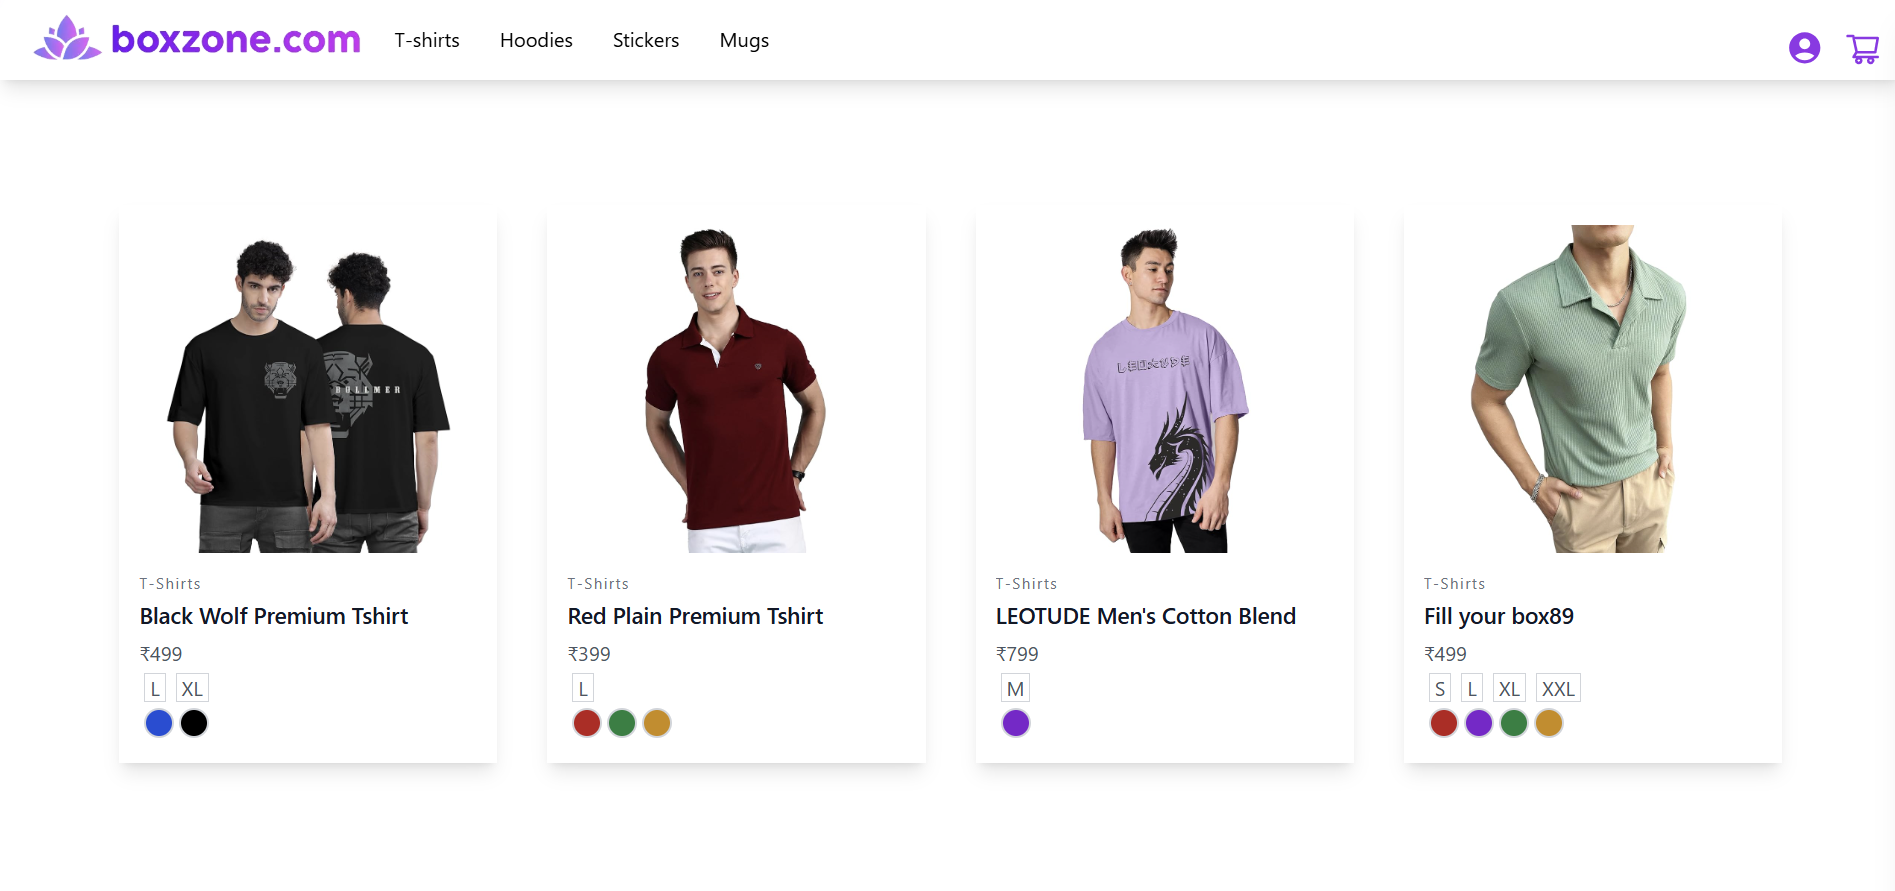 boxzone.com
T-shirts
Hoodies
Stickers
Mugs
BULLMER
LEOTUDE
T-Shirts
Black Wolf Premium Tshirt
₹499
L XL
T-Shirts
Red Plain Premium Tshirt
₹399
L
T-Shirts
LEOTUDE Men's Cotton Blend
₹799
M
T-Shirts
Fill your box89
₹499
S L XL XXL